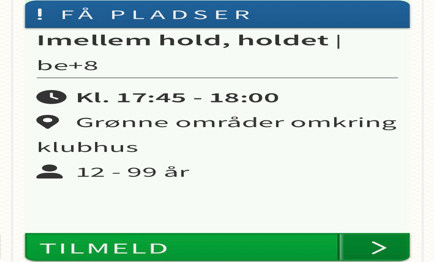 ! FÅ PLADSER
Imellem hold, holdet |
be+8
Kl. 17:45 - 18:00
Grønne områder omkring
klubhus
12 - 99 år
TILMELD >